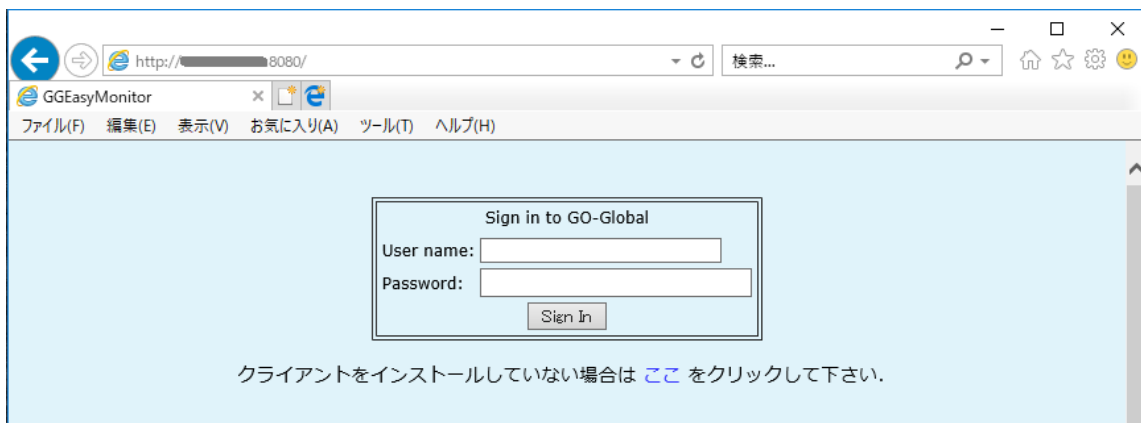 http:// 8080/
検索...
GGEasyMonitor
ファイル(F) 編集(E) 表示(V) お気に入り(A) ツール(T) ヘルプ(H)
Sign in to GO-Global
User name:
Password:
Sign In
クライアントをインストールしていない場合は ここ をクリックして下さい.